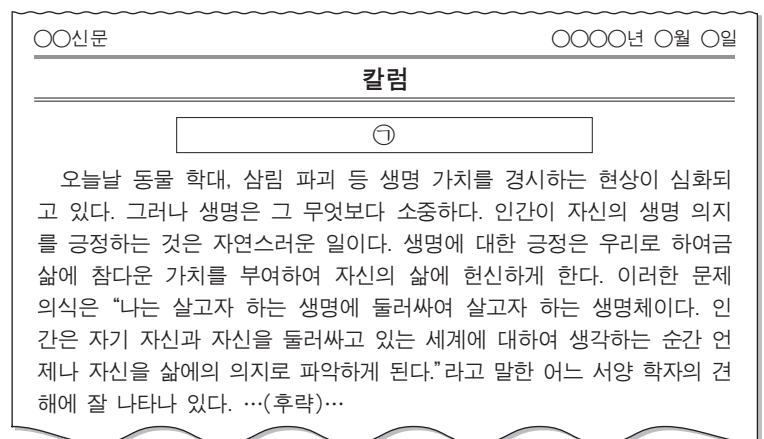 ○○신문 ○○○○년 ○월 ○일
칼럼
㉠
오늘날 동물 학대, 삼림 파괴 등 생명 가치를 경시하는 현상이 심화되
고 있다. 그러나 생명은 그 무엇보다 소중하다. 인간이 자신의 생명 의지
를 긍정하는 것은 자연스러운 일이다. 생명에 대한 긍정은 우리로 하여금
삶에 참다운 가치를 부여하여 자신의 삶에 헌신하게 한다. 이러한 문제
의식은 “나는 살고자 하는 생명에 둘러싸여 살고자 하는 생명체이다. 인
간은 자기 자신과 자신을 둘러싸고 있는 세계에 대하여 생각하는 순간 언
제나 자신을 삶에의 의지로 파악하게 된다.”라고 말한 어느 서양 학자의 견
해에 잘 나타나 있다. …(후략)…